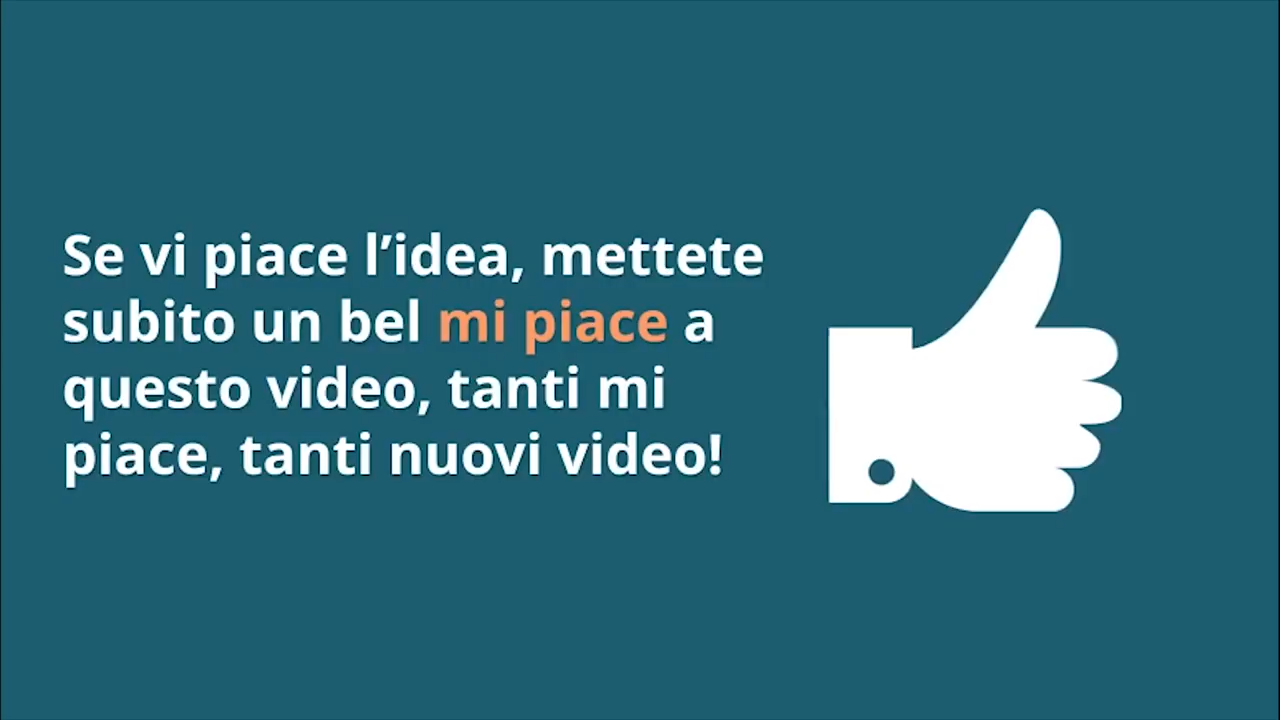 Se vi piace l’idea, mettete
subito un bel mi piace a
questo video, tanti mi
piace, tanti nuovi video!